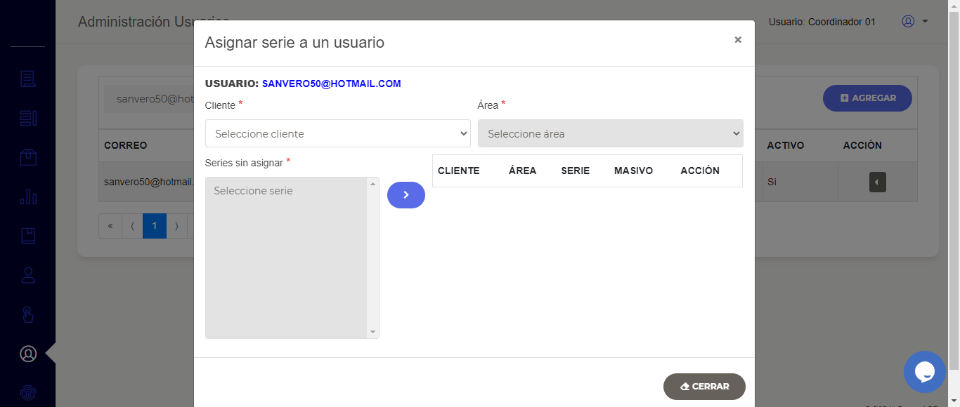 Administración Usuarios
Usuario: Coordinador 01
Asignar serie a un usuario
×
USUARIO: SANVERO50@HOTMAIL.COM
sanvero50@hot
AGREGAR
Cliente *
Área *
Seleccione cliente
Seleccione área
CORREO
ACTIVO
ACCIÓN
Series sin asignar *
CLIENTE ÁREA SERIE MASIVO ACCIÓN
sanvero50@hotmail.
Si
Seleccione serie
« ⟨ 1 ⟩
CERRAR